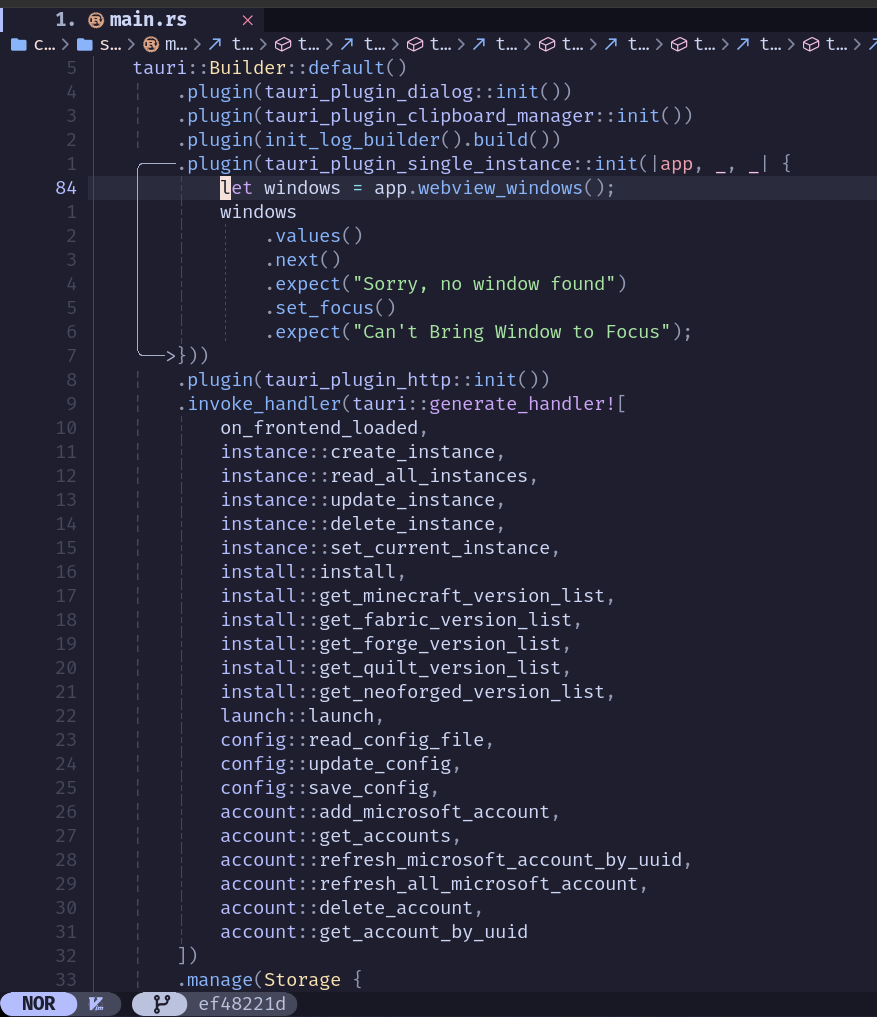 1. main.rs ×
c... > s... > m... > t... > t... > t... > t... > t... > t... > t... > t... > t... > t... >
5 tauri::Builder::default()
4 .plugin(tauri_plugin_dialog::init())
3 .plugin(tauri_plugin_clipboard_manager::init())
2 .plugin(init_log_builder().build())
1 .plugin(tauri_plugin_single_instance::init(|app, _, _| {
84 let windows = app.webview_windows();
1 windows
2 .values()
3 .next()
4 .expect("Sorry, no window found")
5 .set_focus()
6 .expect("Can't Bring Window to Focus");
7 }))
8 .plugin(tauri_plugin_http::init())
9 .invoke_handler(tauri::generate_handler![
10 on_frontend_loaded,
11 instance::create_instance,
12 instance::read_all_instances,
13 instance::update_instance,
14 instance::delete_instance,
15 instance::set_current_instance,
16 install::install,
17 install::get_minecraft_version_list,
18 install::get_fabric_version_list,
19 install::get_forge_version_list,
20 install::get_quilt_version_list,
21 install::get_neoforged_version_list,
22 launch::launch,
23 config::read_config_file,
24 config::update_config,
25 config::save_config,
26 account::add_microsoft_account,
27 account::get_accounts,
28 account::refresh_microsoft_account_by_uuid,
29 account::refresh_all_microsoft_account,
30 account::delete_account,
31 account::get_account_by_uuid
32 ])
33 .manage(Storage {
NOR ef48221d